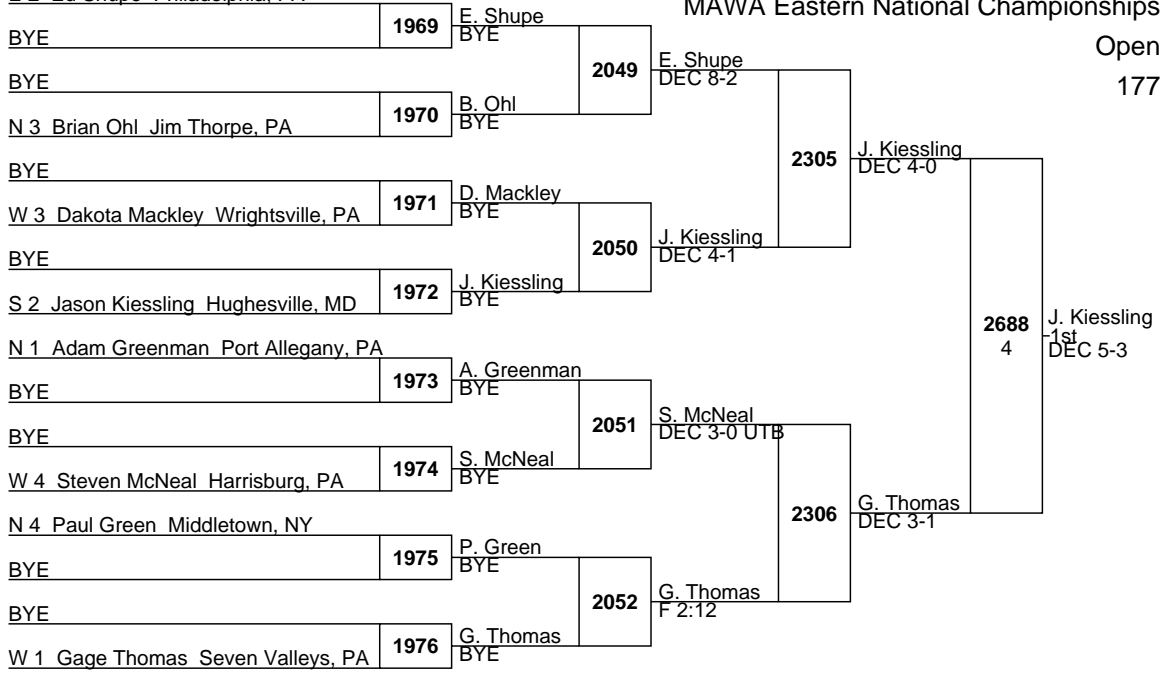 MAWA Eastern National Championships
Open
177
Ed Shupe Philadelphia, PA
BYE
BYE
N 3 Brian Ohl Jim Thorpe, PA
BYE
W 3 Dakota Mackley Wrightsville, PA
BYE
S 2 Jason Kiessling Hughesville, MD
N 1 Adam Greenman Port Allegany, PA
BYE
BYE
W 4 Steven McNeal Harrisburg, PA
N 4 Paul Green Middletown, NY
BYE
BYE
W 1 Gage Thomas Seven Valleys, PA
1969
1970
1971
1972
1973
1974
1975
1976
E. Shupe
BYE
B. Ohl
BYE
D. Mackley
BYE
J. Kiessling
BYE
A. Greenman
BYE
S. McNeal
BYE
P. Green
BYE
G. Thomas
BYE
2049
2050
2051
2052
E. Shupe
DEC 8-2
J. Kiessling
DEC 4-1
S. McNeal
DEC 3-0 UTB
G. Thomas
F 2:12
2305
2306
J. Kiessling
DEC 4-0
G. Thomas
DEC 3-1
2688
4
J. Kiessling
1st
DEC 5-3